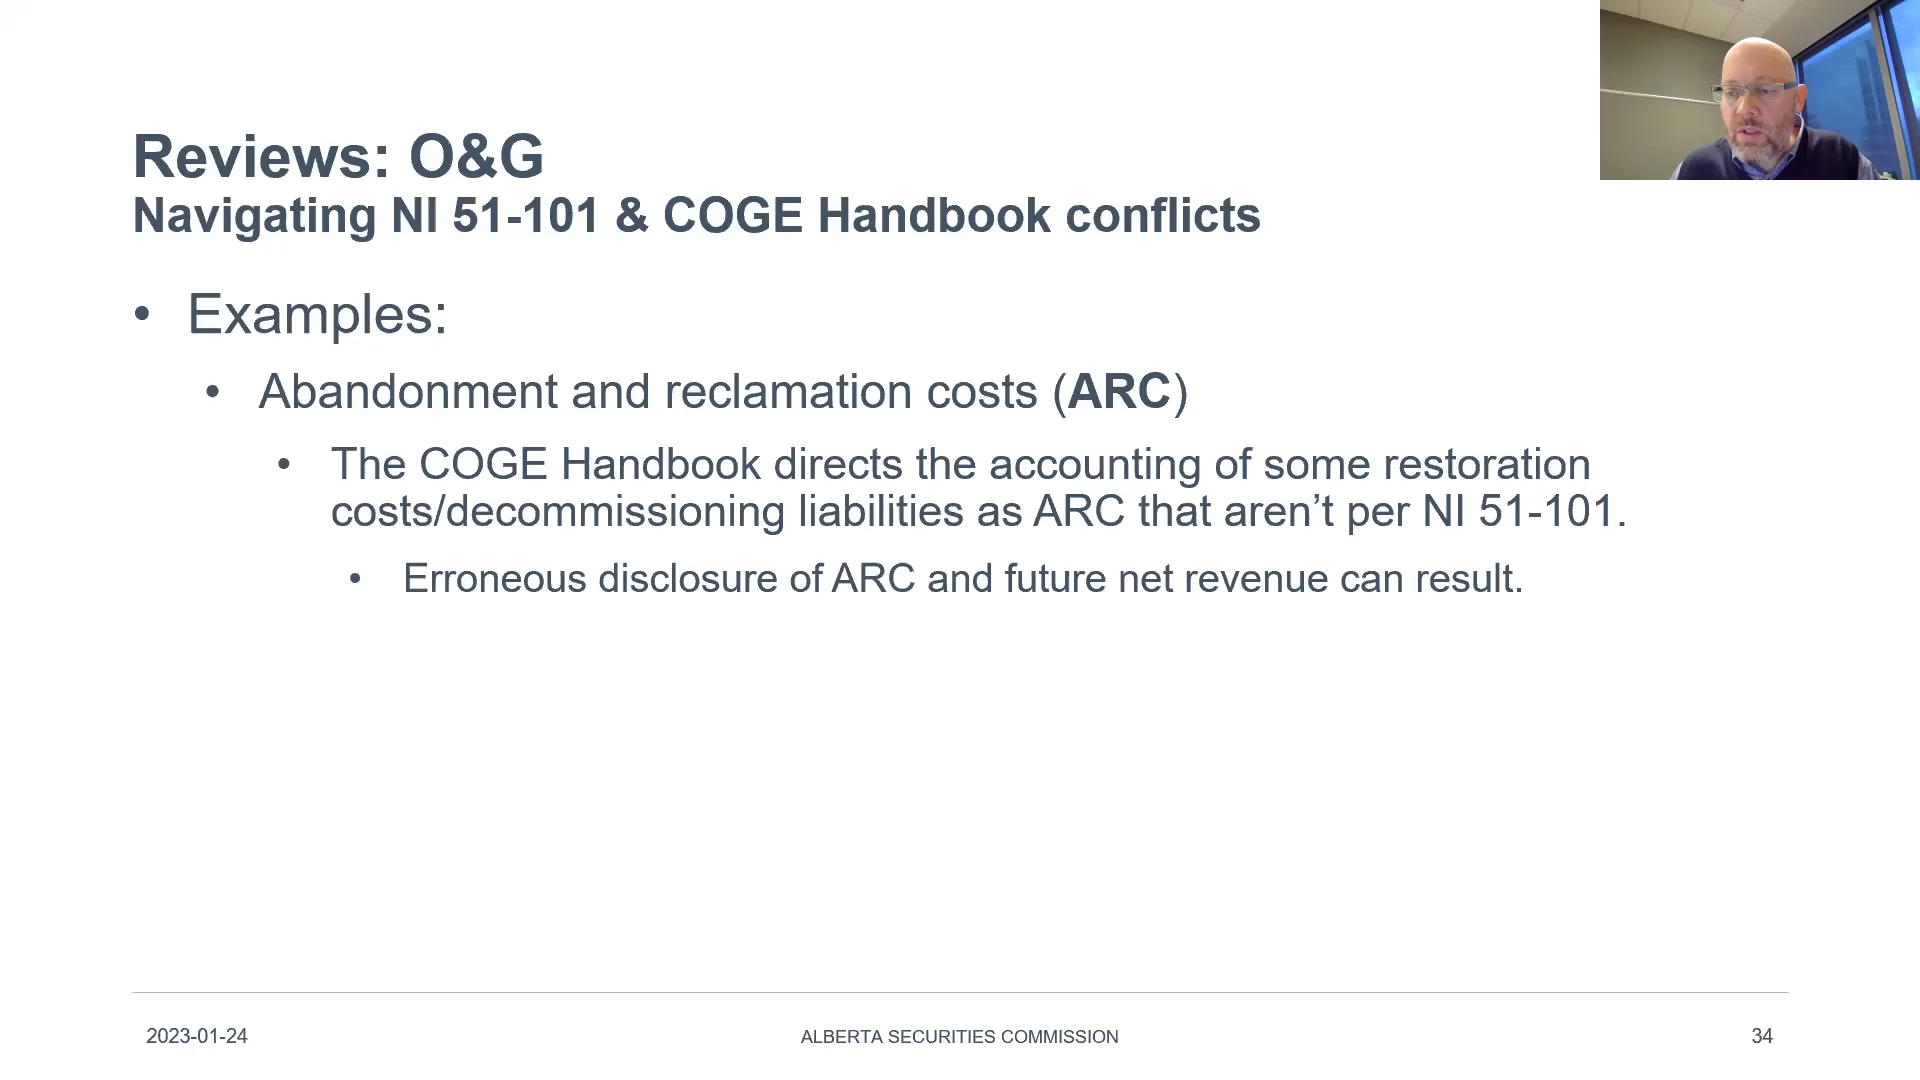 Reviews: O&G
Navigating NI 51-101 & COGE Handbook conflicts
• Examples:
• Abandonment and reclamation costs (ARC)
• The COGE Handbook directs the accounting of some restoration
costs/decommissioning liabilities as ARC that aren’t per NI 51-101.
• Erroneous disclosure of ARC and future net revenue can result.
2023-01-24
ALBERTA SECURITIES COMMISSION
34